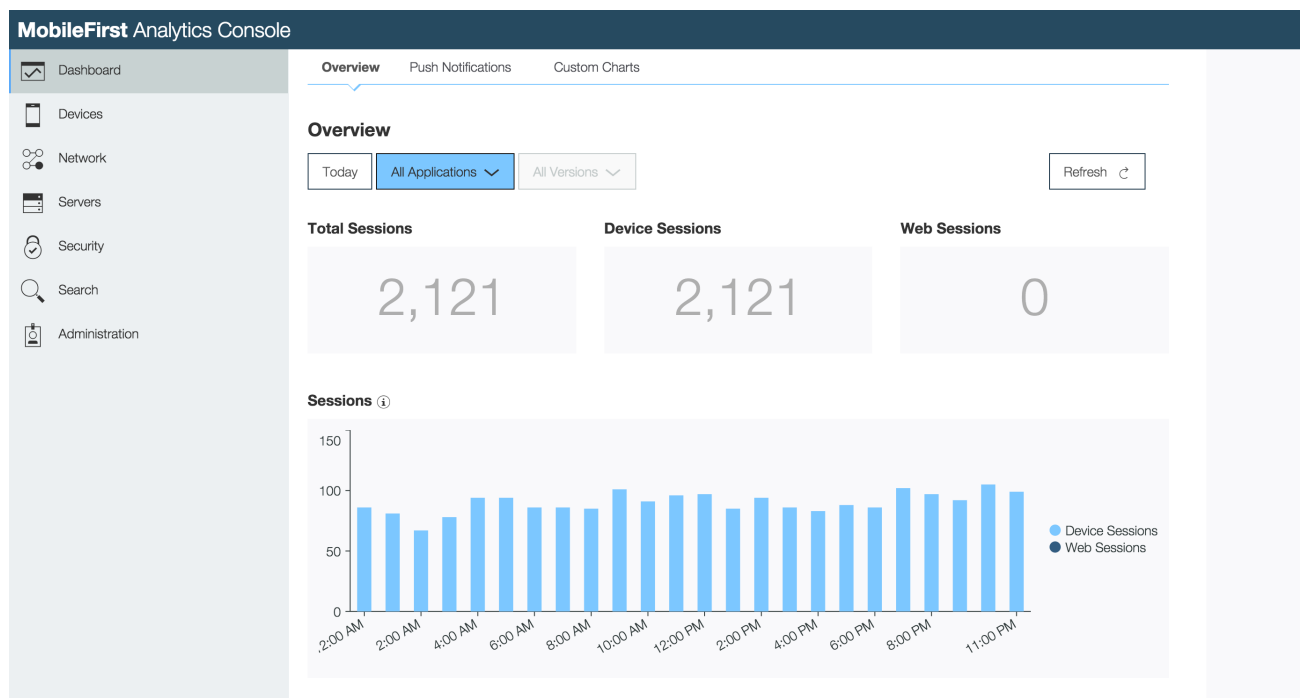 MobileFirst Analytics Console
Dashboard
Devices
Network
Servers
Security
Search
Administration
Overview Push Notifications Custom Charts
Overview
Today All Applications All Versions Refresh
Total Sessions Device Sessions Web Sessions
2,121 2,121 0
Sessions
150
100
50
0
2:00 AM 2:00 AM 4:00 AM 6:00 AM 8:00 AM 10:00 AM 12:00 PM 2:00 PM 4:00 PM 6:00 PM 8:00 PM 11:00 PM
Device Sessions
Web Sessions